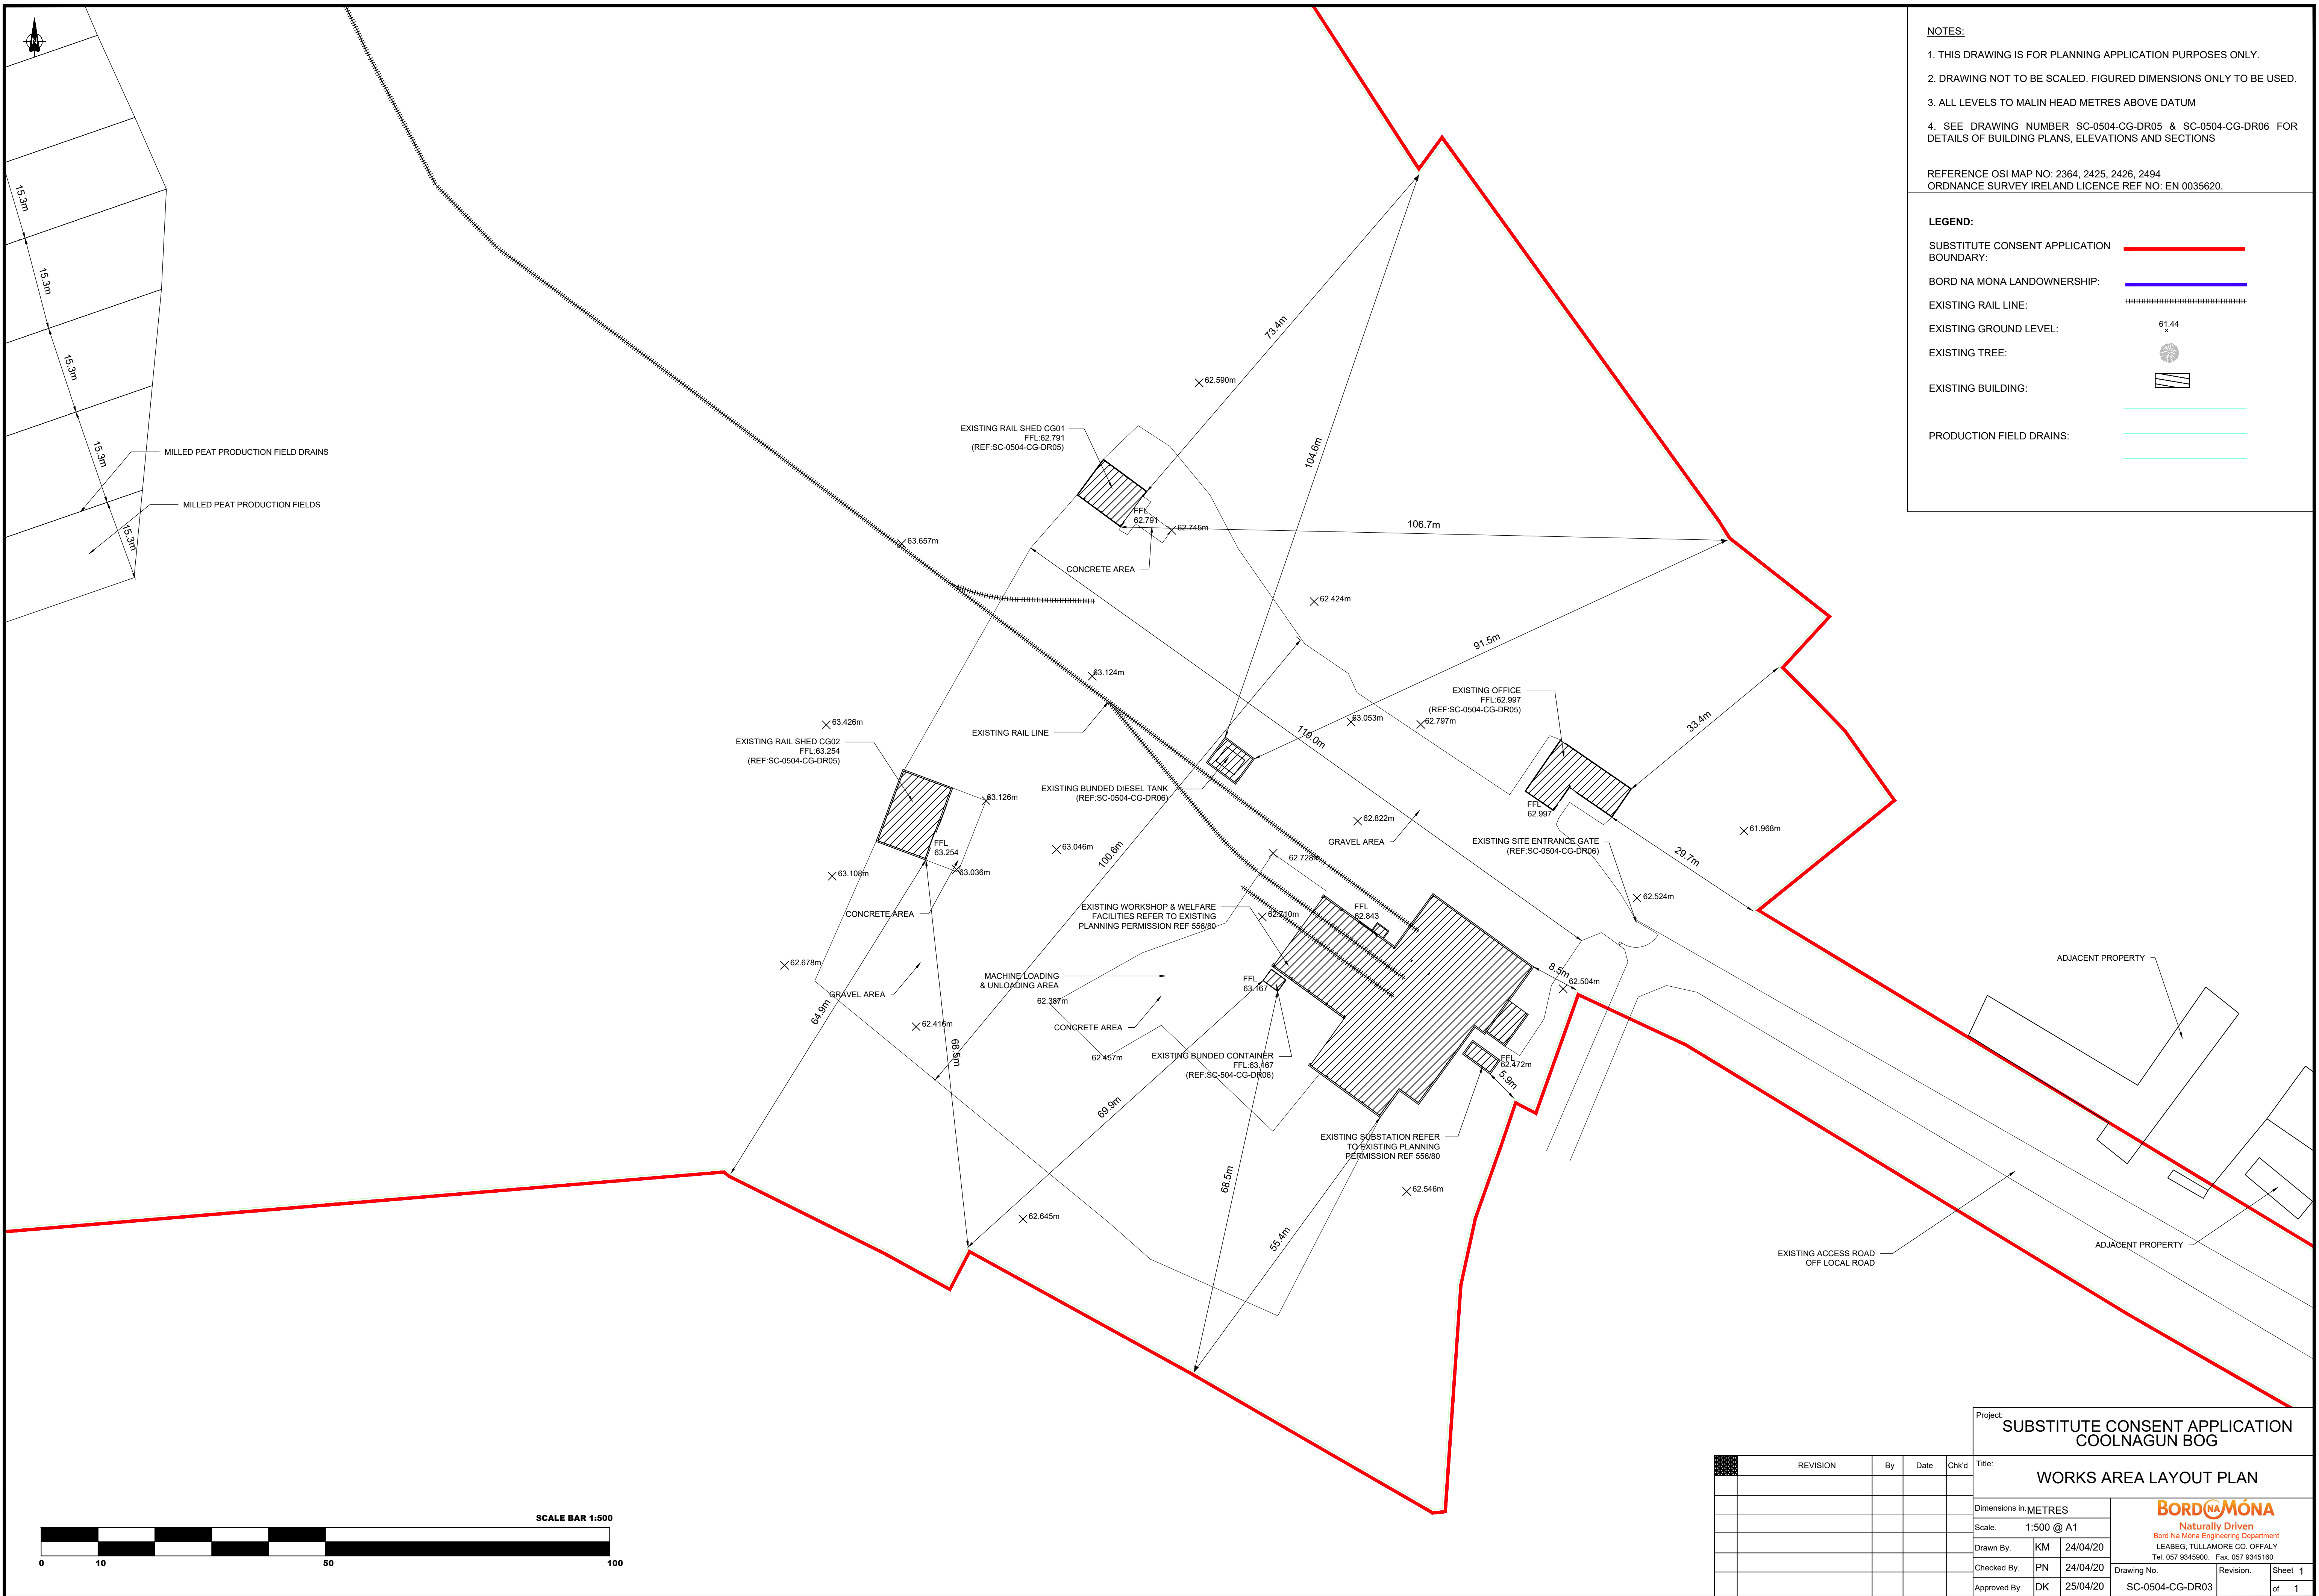 NOTES:
1. THIS DRAWING IS FOR PLANNING APPLICATION PURPOSES ONLY.
2. DRAWING NOT TO BE SCALED. FIGURED DIMENSIONS ONLY TO BE USED.
3. ALL LEVELS TO MALIN HEAD METRES ABOVE DATUM
4. SEE DRAWING NUMBER SC-0504-CG-DR05 & SC-0504-CG-DR06 FOR
DETAILS OF BUILDING PLANS, ELEVATIONS AND SECTIONS
REFERENCE OSI MAP NO: 2364, 2425, 2426, 2494
ORDNANCE SURVEY IRELAND LICENCE REF NO: EN 0035620.
LEGEND:
SUBSTITUTE CONSENT APPLICATION
BOUNDARY:
BORD NA MONA LANDOWNERSHIP:
EXISTING RAIL LINE:
EXISTING GROUND LEVEL:
61.44
EXISTING TREE:
EXISTING BUILDING:
PRODUCTION FIELD DRAINS:
15.3m
15.3m
15.3m
15.3m
15.3m
MILLED PEAT PRODUCTION FIELD DRAINS
MILLED PEAT PRODUCTION FIELDS
73.4m
62.590m
104.6m
EXISTING RAIL SHED CG01
FFL:62.791
(REF:SC-0504-CG-DR05)
FFL
62.791
62.745m
106.7m
63.657m
CONCRETE AREA
62.424m
91.5m
63.124m
EXISTING OFFICE
FFL:62.997
(REF:SC-0504-CG-DR05)
63.053m
62.797m
33.4m
63.426m
EXISTING RAIL LINE
119.0m
EXISTING RAIL SHED CG02
FFL:63.254
(REF:SC-0504-CG-DR05)
63.126m
EXISTING BUNDED DIESEL TANK
(REF:SC-0504-CG-DR06)
FFL
62.997
62.822m
61.968m
GRAVEL AREA
EXISTING SITE ENTRANCE GATE
(REF:SC-0504-CG-DR06)
29.7m
FFL
63.254
63.046m
100.6m
62.728m
63.108m
63.036m
62.524m
CONCRETE AREA
EXISTING WORKSHOP & WELFARE
FACILITIES REFER TO EXISTING
PLANNING PERMISSION REF 556/80
62.710m
FFL
62.843
62.678m
MACHINE LOADING
& UNLOADING AREA
FFL
63.167
8.5m
62.504m
ADJACENT PROPERTY
GRAVEL AREA
62.387m
64.9m
62.416m
68.5m
CONCRETE AREA
62.457m
EXISTING BUNDED CONTAINER
FFL:63.167
(REF:SC-504-CG-DR06)
FFL
62.472m
5.9m
69.9m
EXISTING SUBSTATION REFER
TO EXISTING PLANNING
PERMISSION REF 556/80
68.5m
62.546m
62.645m
55.4m
EXISTING ACCESS ROAD
OFF LOCAL ROAD
ADJACENT PROPERTY
SCALE BAR 1:500
0 10 50 100
Project:
SUBSTITUTE CONSENT APPLICATION
COOLNAGUN BOG
REVISION By Date Chk'd
Title:
WORKS AREA LAYOUT PLAN
Dimensions in. METRES
Scale. 1:500 @ A1
Drawn By. KM 24/04/20
Checked By. PN 24/04/20
Approved By. DK 25/04/20
BORD NA MÓNA
Naturally Driven
Bord Na Móna Engineering Department
LEABEG, TULLAMORE CO. OFFALY
Tel. 057 9345900. Fax. 057 9345160
Drawing No. Revision. Sheet 1
SC-0504-CG-DR03 of 1